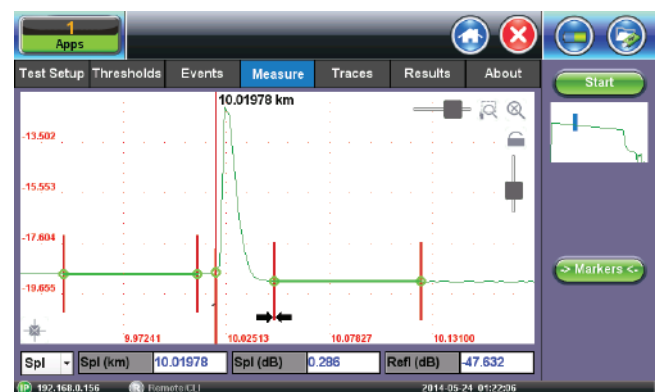 1
Apps
Test Setup Thresholds Events Measure Traces Results About
Start
10.01978 km
-13.502
-15.553
-17.604
-19.655
-> Markers <-
9.97241 10.02513 10.07827 10.13100
Spl Spl (km) 10.01978 Spl (dB) 0.286 Refl (dB) -47.632
IP 192.168.0.156 (R) Remote/CLI 2014-05-24 01:22:06